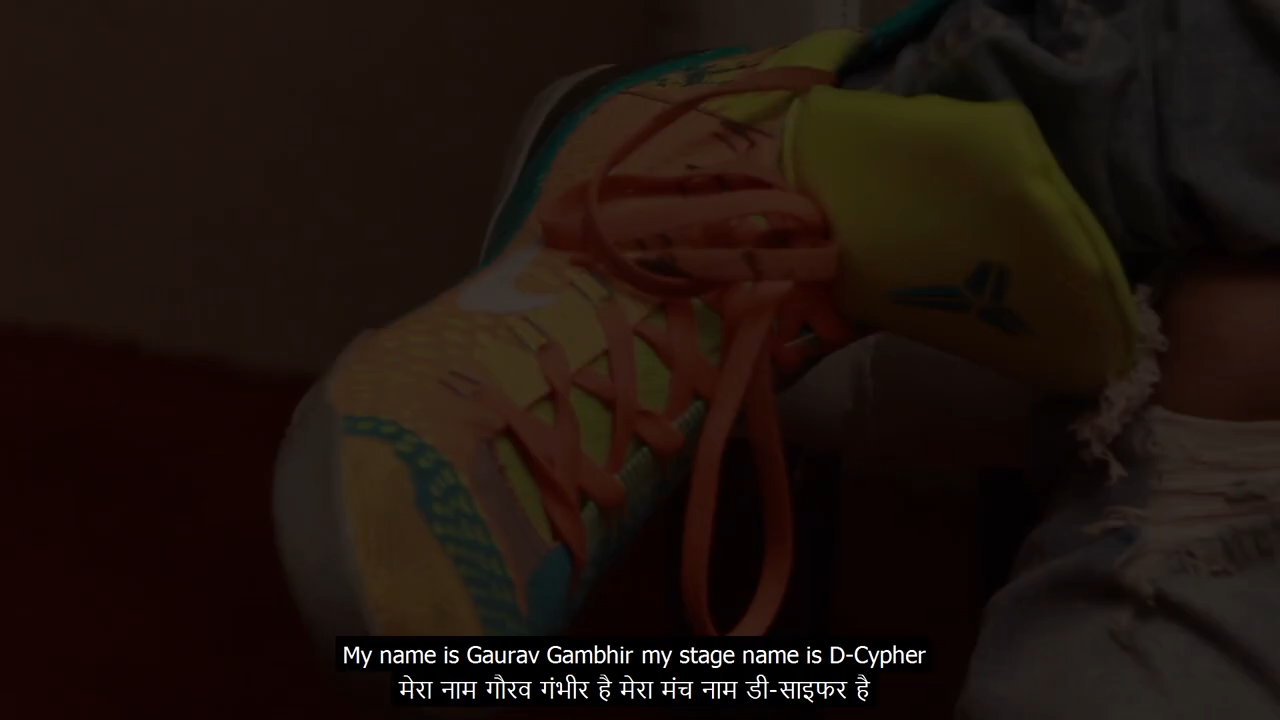 My name is Gaurav Gambhir my stage name is D-Cypher
मेरा नाम गौरव गंभीर है मेरा मंच नाम डी-साइफर है